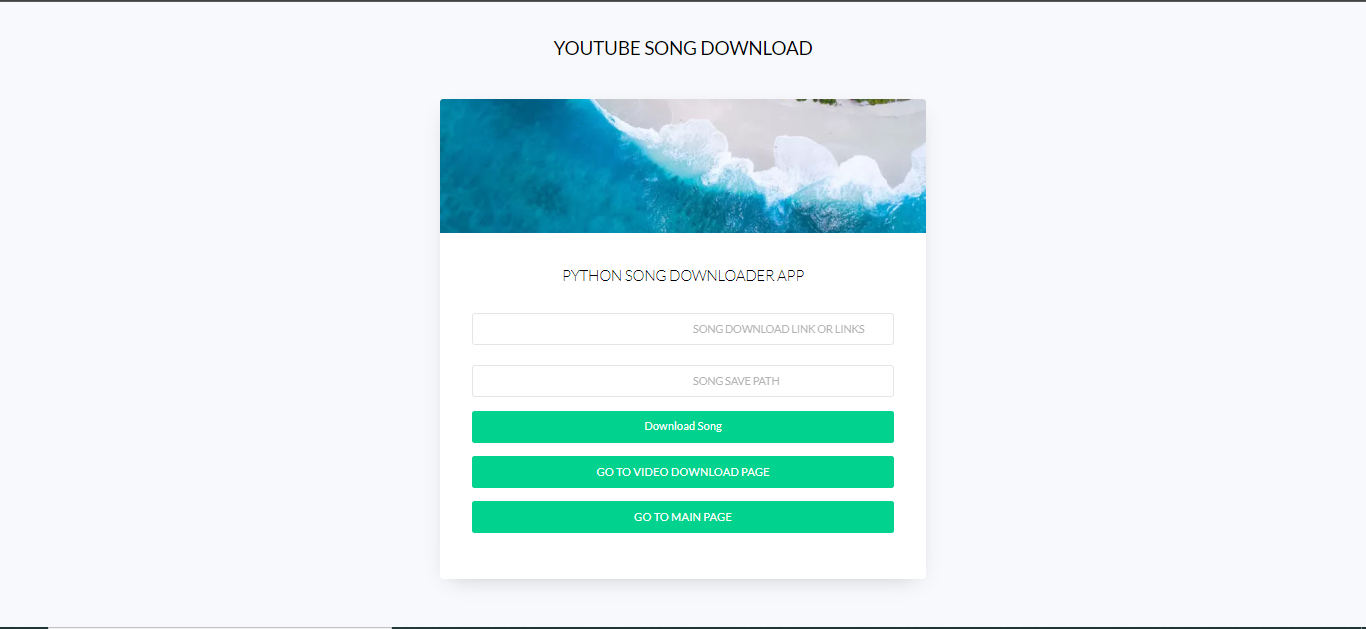 YOUTUBE SONG DOWNLOAD
PYTHON SONG DOWNLOADER APP
SONG DOWNLOAD LINK OR LINKS
SONG SAVE PATH
Download Song
GO TO VIDEO DOWNLOAD PAGE
GO TO MAIN PAGE